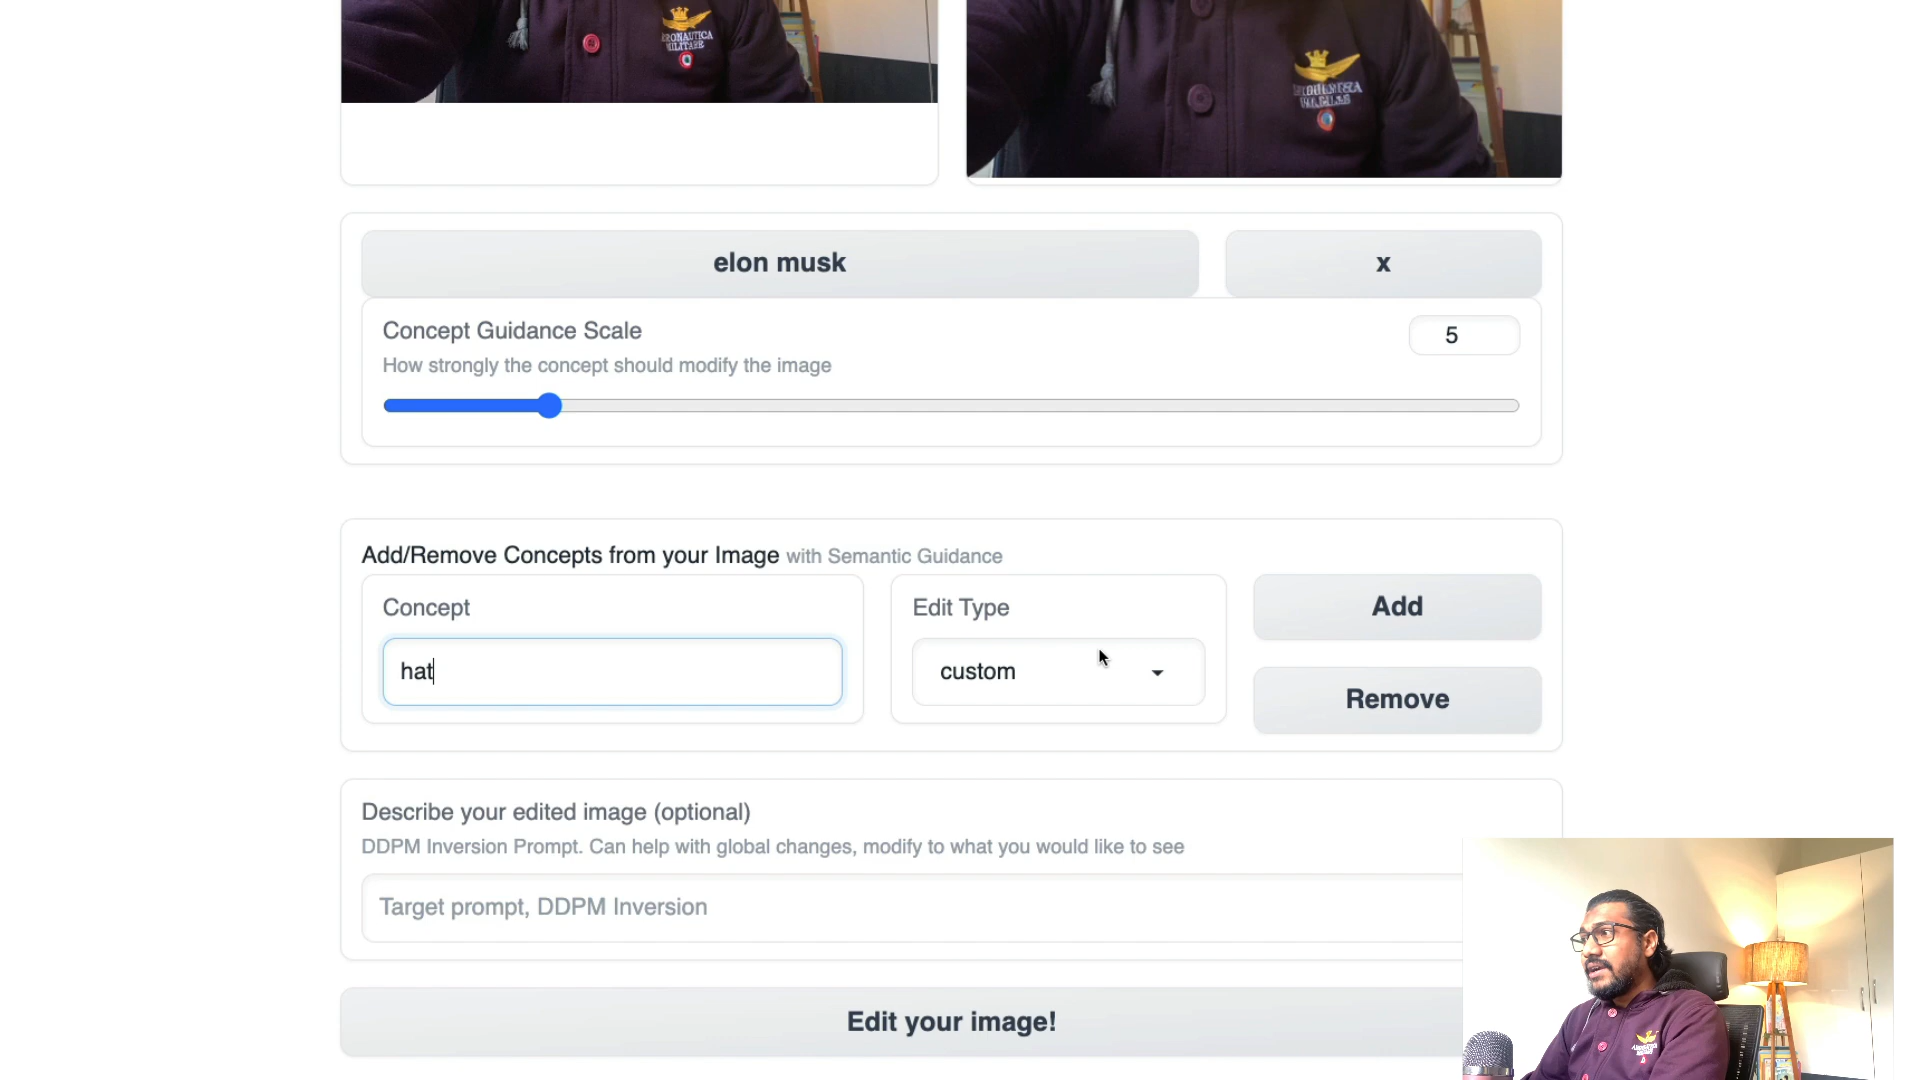 AERONAUTICA
MILITARE
elon musk
x
Concept Guidance Scale
5
How strongly the concept should modify the image
Add/Remove Concepts from your Image with Semantic Guidance
Concept
Edit Type
Add
hat
custom
Remove
Describe your edited image (optional)
DDPM Inversion Prompt. Can help with global changes, modify to what you would like to see
Target prompt, DDPM Inversion
Edit your image!